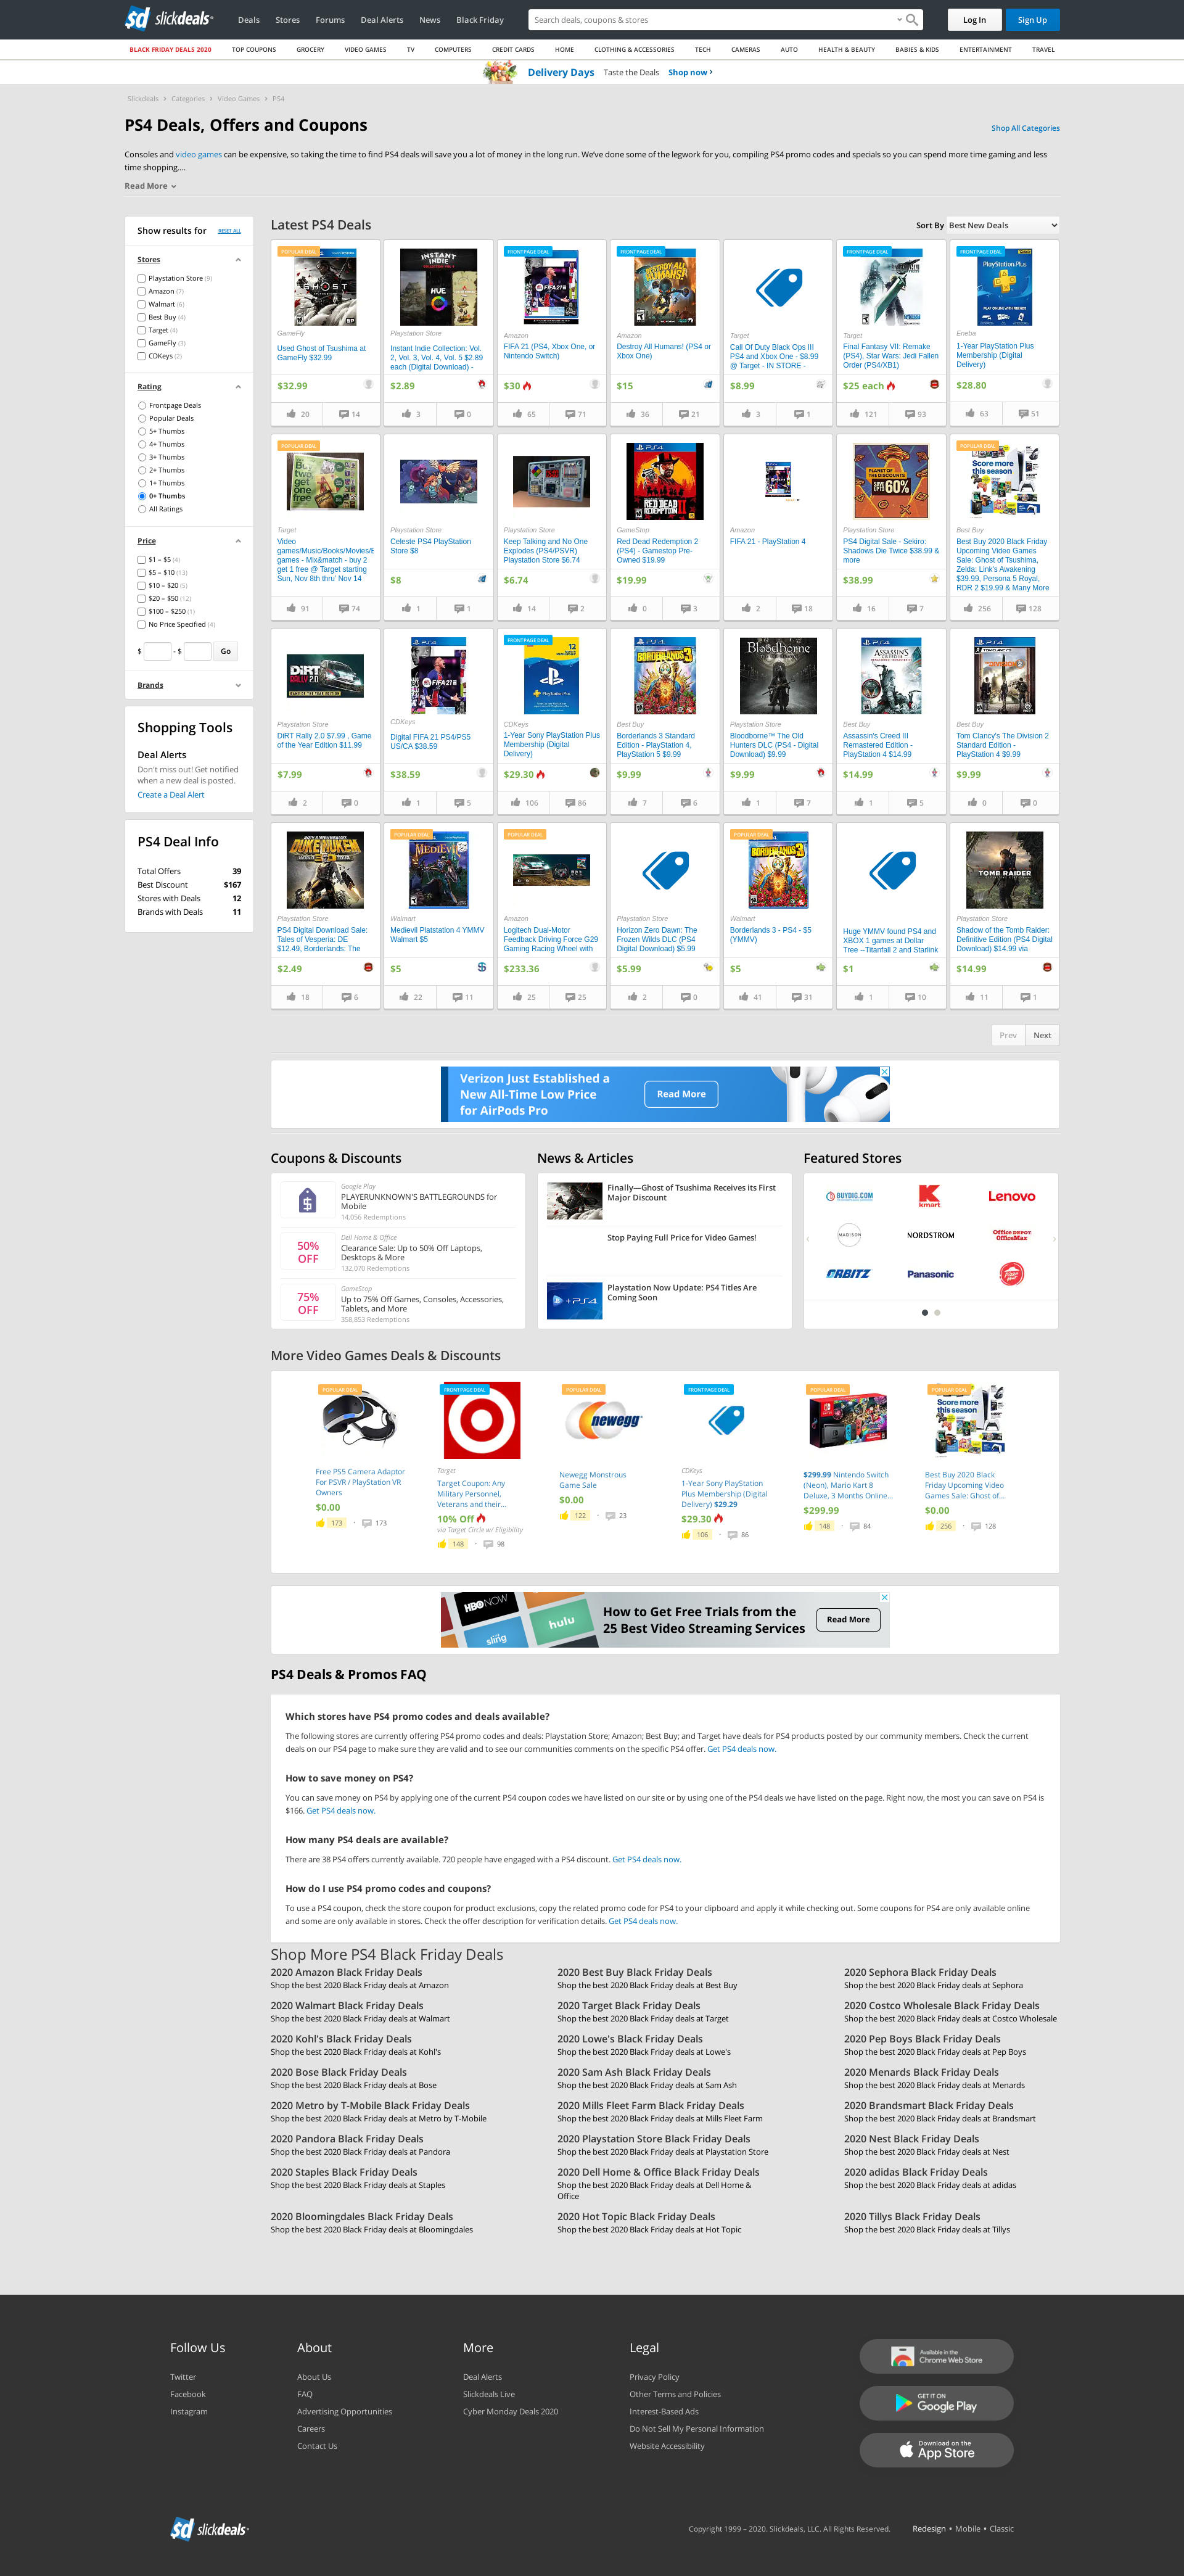 slickdeals
Deals
Stores
Forums
Deal Alerts
News
Black Friday
Search deals, coupons & stores
Log In
Sign Up
BLACK FRIDAY DEALS 2020
TOP COUPONS
GROCERY
VIDEO GAMES
TV
COMPUTERS
CREDIT CARDS
HOME
CLOTHING & ACCESSORIES
TECH
CAMERAS
AUTO
HEALTH & BEAUTY
BABIES & KIDS
ENTERTAINMENT
TRAVEL
Delivery Days Taste the Deals Shop now ›
Slickdeals › Categories › Video Games › PS4
PS4 Deals, Offers and Coupons
Shop All Categories
Consoles and video games can be expensive, so taking the time to find PS4 deals will save you a lot of money in the long run. We've done some of the legwork for you, compiling PS4 promo codes and specials so you can spend more time gaming and less
time shopping....
Read More
Show results for
RESET ALL
Stores
Playstation Store (9)
Amazon (7)
Walmart (6)
Best Buy (4)
Target (4)
GameFly (3)
CDKeys (2)
Rating
Frontpage Deals
Popular Deals
5+ Thumbs
4+ Thumbs
3+ Thumbs
2+ Thumbs
1+ Thumbs
0+ Thumbs
All Ratings
Price
$1 – $5 (4)
$5 – $10 (13)
$10 – $20 (5)
$20 – $50 (12)
$100 – $250 (1)
No Price Specified (4)
$ - $ Go
Brands
Shopping Tools
Deal Alerts
Don't miss out! Get notified
when a new deal is posted.
Create a Deal Alert
PS4 Deal Info
Total Offers 39
Best Discount $167
Stores with Deals 12
Brands with Deals 11
Latest PS4 Deals
Sort By Best New Deals
POPULAR DEAL
GameFly
Used Ghost of Tsushima at
GameFly $32.99
$32.99
20 14
Playstation Store
Instant Indie Collection: Vol.
2, Vol. 3, Vol. 4, Vol. 5 $2.89
each (Digital Download) -
$2.89
3 0
FRONTPAGE DEAL
Amazon
FIFA 21 (PS4, Xbox One, or
Nintendo Switch)
$30
65 71
FRONTPAGE DEAL
Amazon
Destroy All Humans! (PS4 or
Xbox One)
$15
36 21
Target
Call Of Duty Black Ops III
PS4 and Xbox One - $8.99
@ Target - IN STORE -
$8.99
3 1
FRONTPAGE DEAL
Target
Final Fantasy VII: Remake
(PS4), Star Wars: Jedi Fallen
Order (PS4/XB1)
$25 each
121 93
FRONTPAGE DEAL
Eneba
1-Year PlayStation Plus
Membership (Digital
Delivery)
$28.80
63 51
POPULAR DEAL
Target
Video
games/Music/Books/Movies/B
games - Mix&match - buy 2
get 1 free @ Target starting
Sun, Nov 8th thru' Nov 14
91 74
Playstation Store
Celeste PS4 PlayStation
Store $8
$8
1 1
Playstation Store
Keep Talking and No One
Explodes (PS4/PSVR)
Playstation Store $6.74
$6.74
14 2
GameStop
Red Dead Redemption 2
(PS4) - Gamestop Pre-
Owned $19.99
$19.99
0 3
Amazon
FIFA 21 - PlayStation 4
2 18
Playstation Store
PS4 Digital Sale - Sekiro:
Shadows Die Twice $38.99 &
more
$38.99
16 7
POPULAR DEAL
Best Buy
Best Buy 2020 Black Friday
Upcoming Video Games
Sale: Ghost of Tsushima,
Zelda: Link's Awakening
$39.99, Persona 5 Royal,
RDR 2 $19.99 & Many More
256 128
Playstation Store
DiRT Rally 2.0 $7.99 , Game
of the Year Edition $11.99
$7.99
2 0
CDKeys
Digital FIFA 21 PS4/PS5
US/CA $38.59
$38.59
1 5
FRONTPAGE DEAL
CDKeys
1-Year Sony PlayStation Plus
Membership (Digital
Delivery)
$29.30
106 86
Best Buy
Borderlands 3 Standard
Edition - PlayStation 4,
PlayStation 5 $9.99
$9.99
7 6
Playstation Store
Bloodborne™ The Old
Hunters DLC (PS4 - Digital
Download) $9.99
$9.99
1 7
Best Buy
Assassin's Creed III
Remastered Edition -
PlayStation 4 $14.99
$14.99
1 5
Best Buy
Tom Clancy's The Division 2
Standard Edition -
PlayStation 4 $9.99
$9.99
0 0
Playstation Store
PS4 Digital Download Sale:
Tales of Vesperia: DE
$12.49, Borderlands: The
$2.49
18 6
POPULAR DEAL
Walmart
Medievil Platstation 4 YMMV
Walmart $5
$5
22 11
POPULAR DEAL
Amazon
Logitech Dual-Motor
Feedback Driving Force G29
Gaming Racing Wheel with
$233.36
25 25
Playstation Store
Horizon Zero Dawn: The
Frozen Wilds DLC (PS4
Digital Download) $5.99
$5.99
2 0
POPULAR DEAL
Walmart
Borderlands 3 - PS4 - $5
(YMMV)
$5
41 31
Huge YMMV found PS4 and
XBOX 1 games at Dollar
Tree --Titanfall 2 and Starlink
$1
1 10
Playstation Store
Shadow of the Tomb Raider:
Definitive Edition (PS4 Digital
Download) $14.99 via
$14.99
11 1
Prev Next
Verizon Just Established a
New All-Time Low Price
for AirPods Pro
Read More
Coupons & Discounts
Google Play
PLAYERUNKNOWN'S BATTLEGROUNDS for
Mobile
14,056 Redemptions
50%
OFF
Dell Home & Office
Clearance Sale: Up to 50% Off Laptops,
Desktops & More
132,070 Redemptions
75%
OFF
GameStop
Up to 75% Off Games, Consoles, Accessories,
Tablets, and More
358,853 Redemptions
News & Articles
Finally—Ghost of Tsushima Receives its First
Major Discount
Stop Paying Full Price for Video Games!
Playstation Now Update: PS4 Titles Are
Coming Soon
Featured Stores
BUYDIG.COM
kmart
Lenovo
MADISON
NORDSTROM
Office DEPOT
OfficeMax
ORBITZ
Panasonic
Pizza Hut
More Video Games Deals & Discounts
POPULAR DEAL
Free PS5 Camera Adaptor
For PSVR / PlayStation VR
Owners
$0.00
173 · 173
FRONTPAGE DEAL
Target
Target Coupon: Any
Military Personnel,
Veterans and their...
10% Off
via Target Circle w/ Eligibility
148 · 98
POPULAR DEAL
newegg
Newegg Monstrous
Game Sale
$0.00
122 · 23
FRONTPAGE DEAL
CDKeys
1-Year Sony PlayStation
Plus Membership (Digital
Delivery) $29.29
$29.30
106 · 86
POPULAR DEAL
$299.99 Nintendo Switch
(Neon), Mario Kart 8
Deluxe, 3 Months Online...
$299.99
148 · 84
POPULAR DEAL
Best Buy 2020 Black
Friday Upcoming Video
Games Sale: Ghost of...
$0.00
256 · 128
HBO NOW
hulu
sling
How to Get Free Trials from the
25 Best Video Streaming Services
Read More
PS4 Deals & Promos FAQ
Which stores have PS4 promo codes and deals available?
The following stores are currently offering PS4 promo codes and deals: Playstation Store; Amazon; Best Buy; and Target have deals for PS4 products posted by our community members. Check the current
deals on our PS4 page to make sure they are valid and to see our communities comments on the specific PS4 offer. Get PS4 deals now.
How to save money on PS4?
You can save money on PS4 by applying one of the current PS4 coupon codes we have listed on our site or by using one of the PS4 deals we have listed on the page. Right now, the most you can save on PS4 is
$166. Get PS4 deals now.
How many PS4 deals are available?
There are 38 PS4 offers currently available. 720 people have engaged with a PS4 discount. Get PS4 deals now.
How do I use PS4 promo codes and coupons?
To use a PS4 coupon, check the store coupon for product exclusions, copy the related promo code for PS4 to your clipboard and apply it while checking out. Some coupons for PS4 are only available online
and some are only available in stores. Check the offer description for verification details. Get PS4 deals now.
Shop More PS4 Black Friday Deals
2020 Amazon Black Friday Deals
Shop the best 2020 Black Friday deals at Amazon
2020 Best Buy Black Friday Deals
Shop the best 2020 Black Friday deals at Best Buy
2020 Sephora Black Friday Deals
Shop the best 2020 Black Friday deals at Sephora
2020 Walmart Black Friday Deals
Shop the best 2020 Black Friday deals at Walmart
2020 Target Black Friday Deals
Shop the best 2020 Black Friday deals at Target
2020 Costco Wholesale Black Friday Deals
Shop the best 2020 Black Friday deals at Costco Wholesale
2020 Kohl's Black Friday Deals
Shop the best 2020 Black Friday deals at Kohl's
2020 Lowe's Black Friday Deals
Shop the best 2020 Black Friday deals at Lowe's
2020 Pep Boys Black Friday Deals
Shop the best 2020 Black Friday deals at Pep Boys
2020 Bose Black Friday Deals
Shop the best 2020 Black Friday deals at Bose
2020 Sam Ash Black Friday Deals
Shop the best 2020 Black Friday deals at Sam Ash
2020 Menards Black Friday Deals
Shop the best 2020 Black Friday deals at Menards
2020 Metro by T-Mobile Black Friday Deals
Shop the best 2020 Black Friday deals at Metro by T-Mobile
2020 Mills Fleet Farm Black Friday Deals
Shop the best 2020 Black Friday deals at Mills Fleet Farm
2020 Brandsmart Black Friday Deals
Shop the best 2020 Black Friday deals at Brandsmart
2020 Pandora Black Friday Deals
Shop the best 2020 Black Friday deals at Pandora
2020 Playstation Store Black Friday Deals
Shop the best 2020 Black Friday deals at Playstation Store
2020 Nest Black Friday Deals
Shop the best 2020 Black Friday deals at Nest
2020 Staples Black Friday Deals
Shop the best 2020 Black Friday deals at Staples
2020 Dell Home & Office Black Friday Deals
Shop the best 2020 Black Friday deals at Dell Home &
Office
2020 adidas Black Friday Deals
Shop the best 2020 Black Friday deals at adidas
2020 Bloomingdales Black Friday Deals
Shop the best 2020 Black Friday deals at Bloomingdales
2020 Hot Topic Black Friday Deals
Shop the best 2020 Black Friday deals at Hot Topic
2020 Tillys Black Friday Deals
Shop the best 2020 Black Friday deals at Tillys
Follow Us
Twitter
Facebook
Instagram
About
About Us
FAQ
Advertising Opportunities
Careers
Contact Us
More
Deal Alerts
Slickdeals Live
Cyber Monday Deals 2020
Legal
Privacy Policy
Other Terms and Policies
Interest-Based Ads
Do Not Sell My Personal Information
Website Accessibility
Available in the
Chrome Web Store
GET IT ON
Google Play
Download on the
App Store
slickdeals
Copyright 1999 – 2020. Slickdeals, LLC. All Rights Reserved.
Redesign • Mobile • Classic